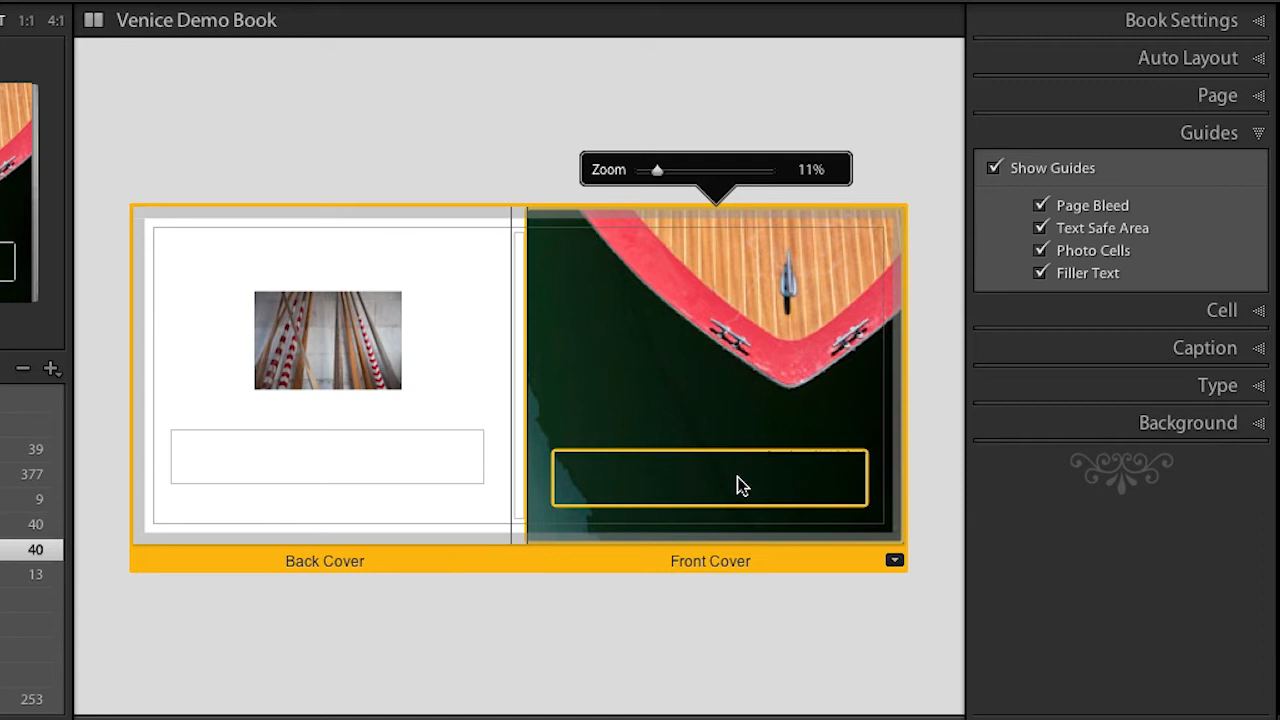 1:1 4:1
Venice Demo Book
Book Settings
Auto Layout
Page
Guides
Zoom 11%
Show Guides
Page Bleed
Text Safe Area
Photo Cells
Filler Text
Cell
Caption
Type
Background
39
377
9
40
40
13
253
Back Cover
Front Cover